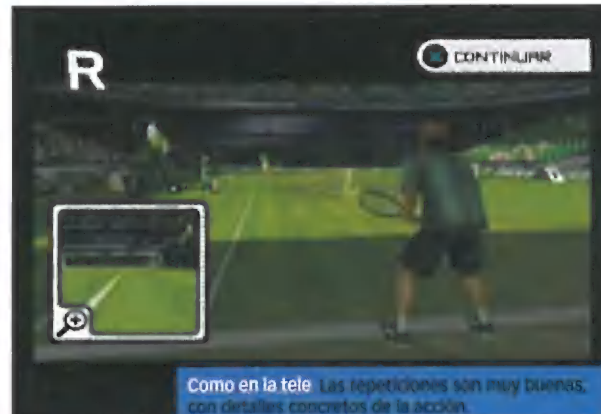 R
CONTINUAR
Como en la tele Las repeticiones son muy buenas,
con detalles concretos de la acción.